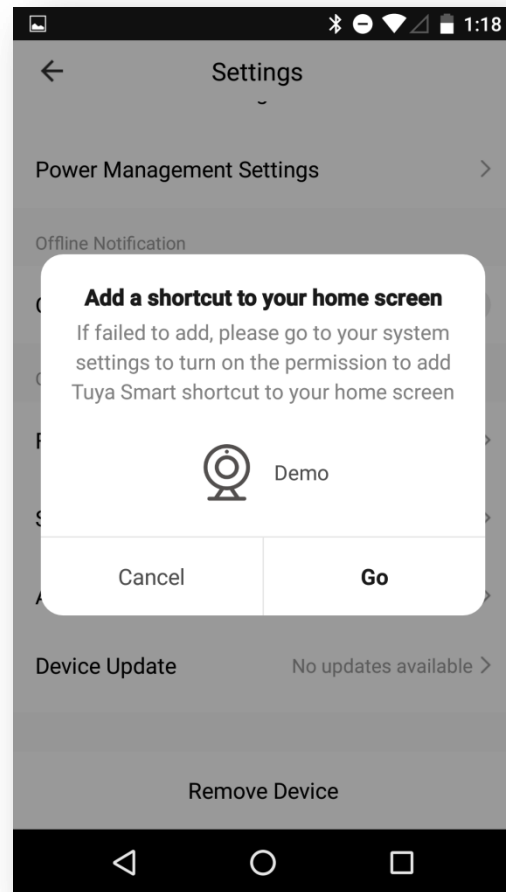 1:18
Settings
Power Management Settings
Offline Notification
Add a shortcut to your home screen
If failed to add, please go to your system
settings to turn on the permission to add
Tuya Smart shortcut to your home screen
Demo
Cancel
Go
Device Update
No updates available
Remove Device